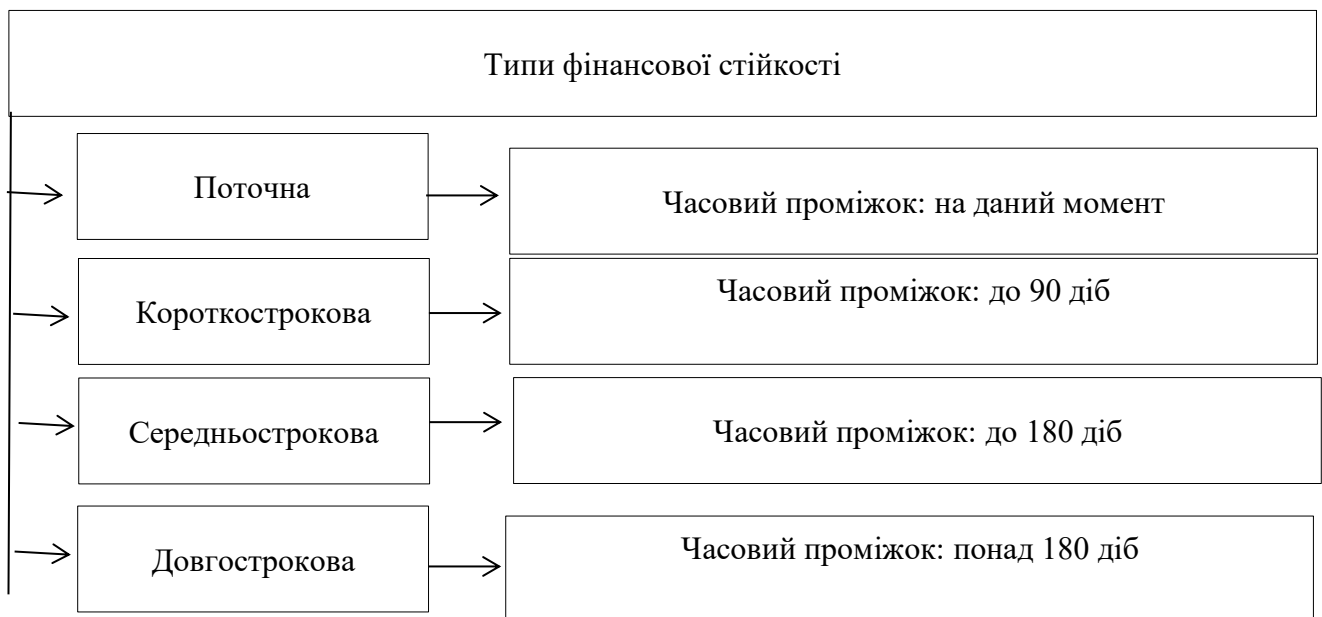 Типи фінансової стійкості
Поточна
Часовий проміжок: на даний момент
Короткострокова
Часовий проміжок: до 90 діб
Середньострокова
Часовий проміжок: до 180 діб
Довгострокова
Часовий проміжок: понад 180 діб